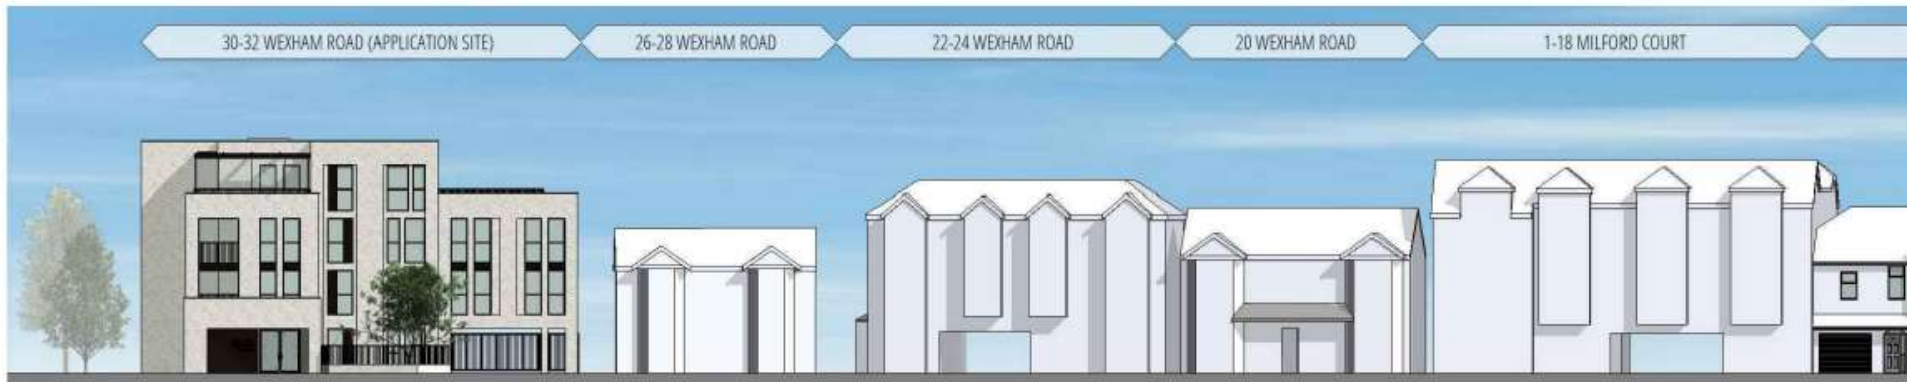 30-32 WEXHAM ROAD (APPLICATION SITE)
26-28 WEXHAM ROAD
22-24 WEXHAM ROAD
20 WEXHAM ROAD
1-18 MILFORD COURT